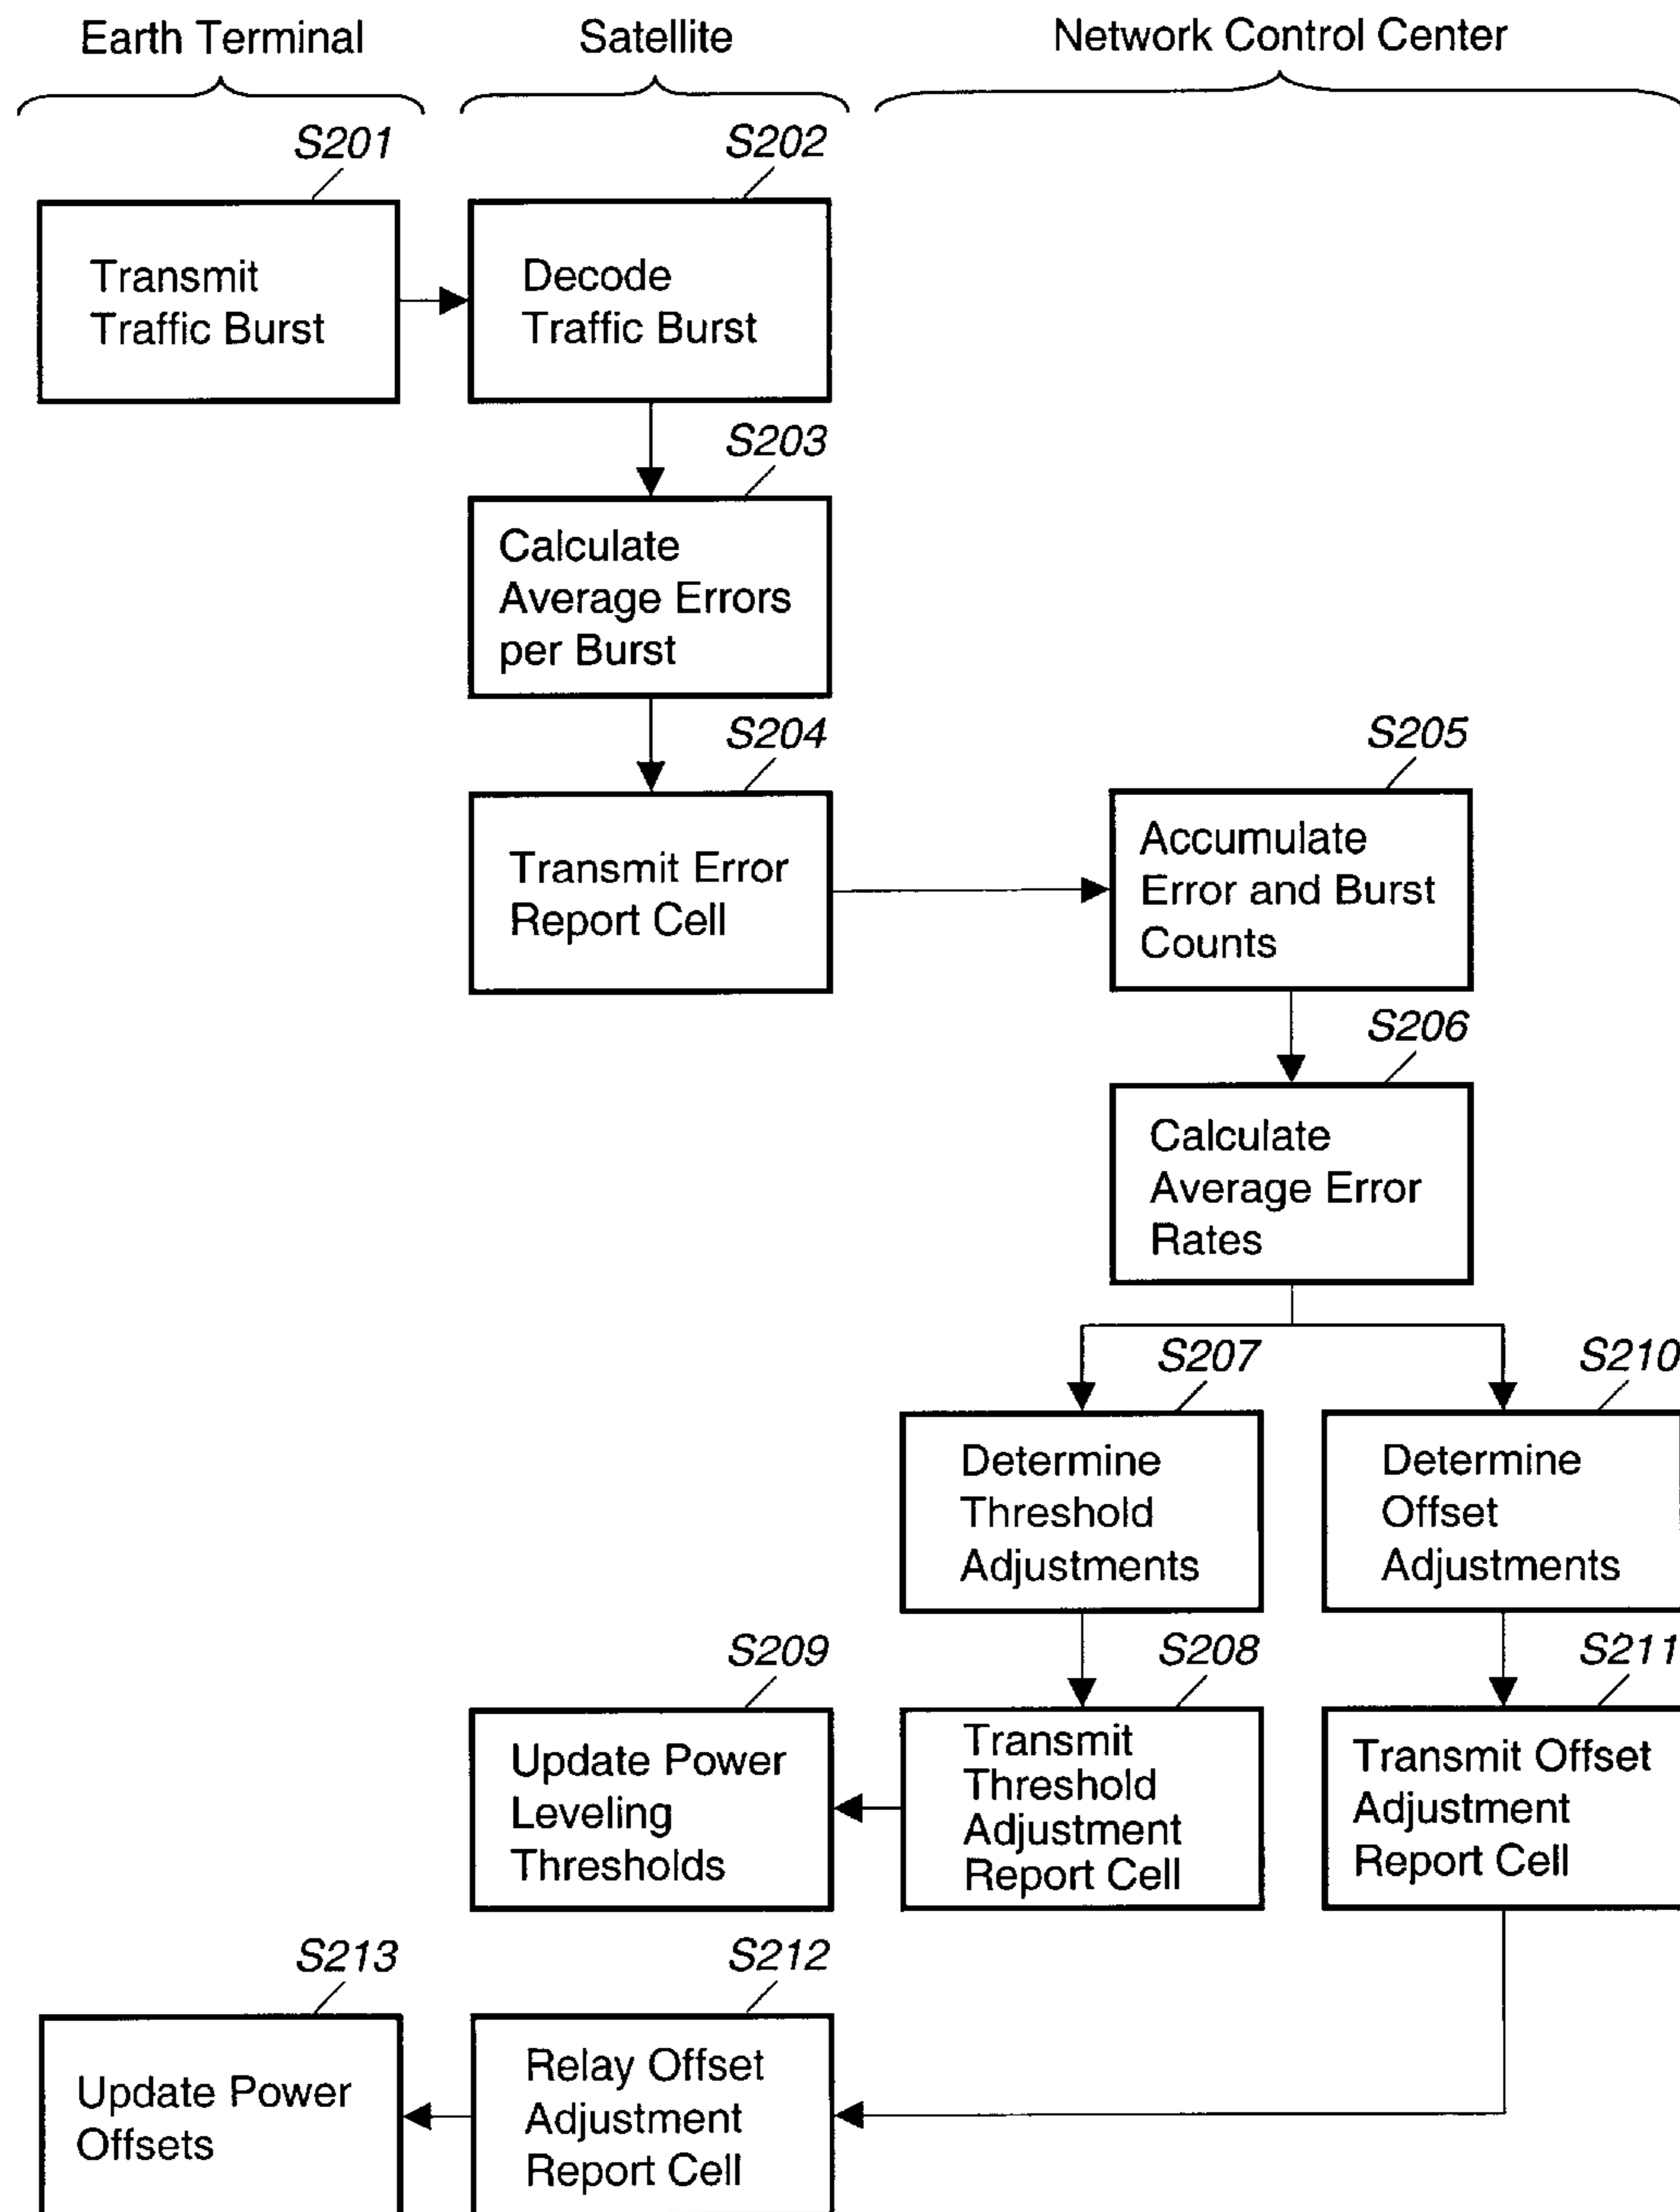 Earth Terminal
Satellite
Network Control Center
S201
Transmit
Traffic Burst
S202
Decode
Traffic Burst
S203
Calculate
Average Errors
per Burst
S204
Transmit Error
Report Cell
S205
Accumulate
Error and Burst
Counts
S206
Calculate
Average Error
Rates
S207
Determine
Threshold
Adjustments
S210
Determine
Offset
Adjustments
S209
Update Power
Leveling
Thresholds
S208
Transmit
Threshold
Adjustment
Report Cell
S211
Transmit Offset
Adjustment
Report Cell
S213
Update Power
Offsets
S212
Relay Offset
Adjustment
Report Cell